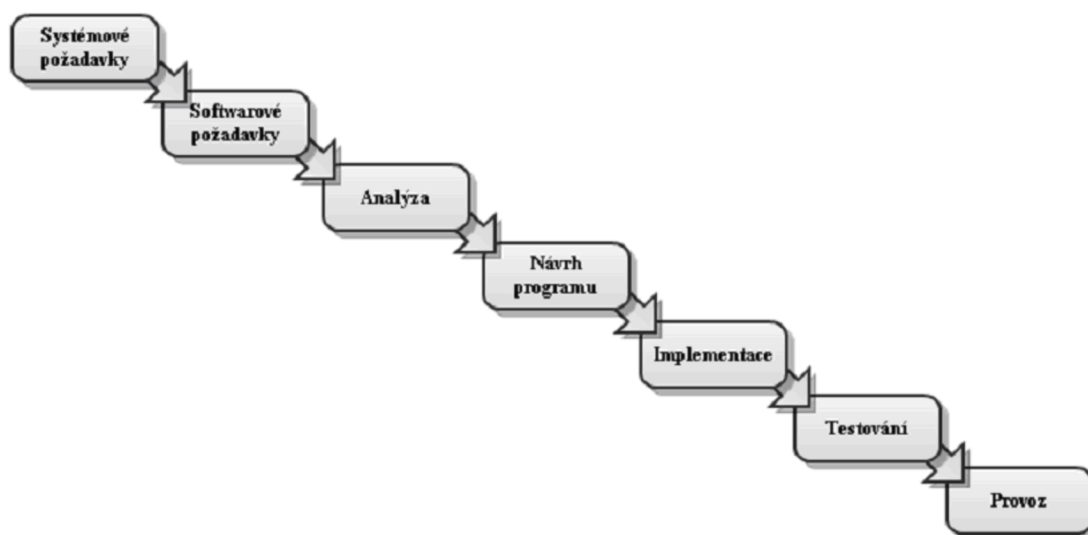 Systémové
požadavky
Softwarové
požadavky
Analýza
Návrh
programu
Implementace
Testování
Provoz